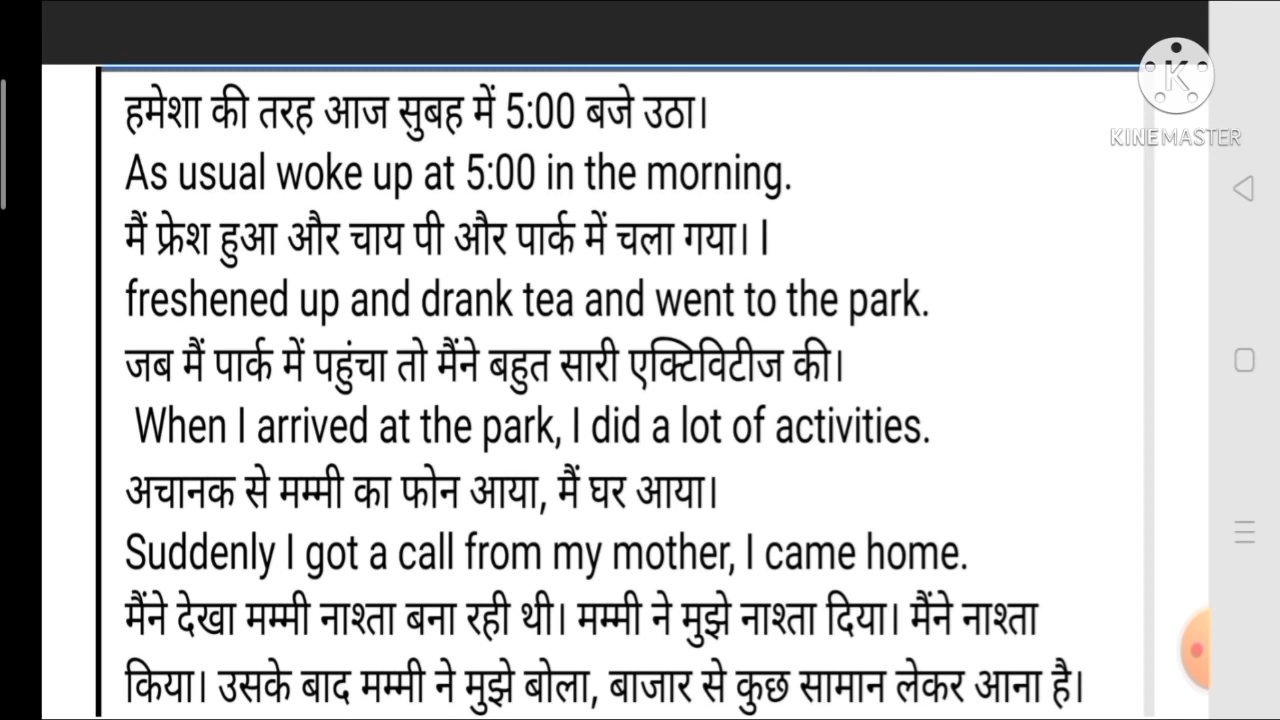 हमेशा की तरह आज सुबह में 5:00 बजे उठा।
As usual woke up at 5:00 in the morning.
मैं फ्रेश हुआ और चाय पी और पार्क में चला गया। I
freshened up and drank tea and went to the park.
जब मैं पार्क में पहुंचा तो मैंने बहुत सारी एक्टिविटीज की।
When I arrived at the park, I did a lot of activities.
अचानक से मम्मी का फोन आया, मैं घर आया।
Suddenly I got a call from my mother, I came home.
मैंने देखा मम्मी नाश्ता बना रही थी। मम्मी ने मुझे नाश्ता दिया। मैंने नाश्ता
किया। उसके बाद मम्मी ने मुझे बोला, बाजार से कुछ सामान लेकर आना है।
K
KINEMASTER